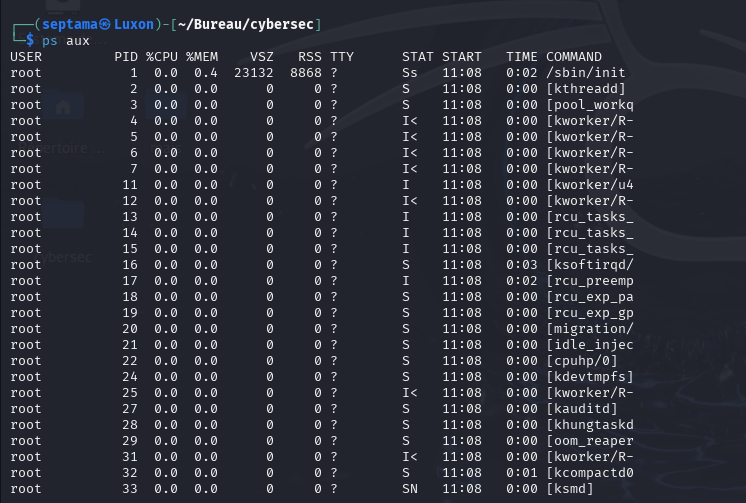 ┌──(septama㉿Luxon)-[~/Bureau/cybersec]
└─$ ps aux
USER PID %CPU %MEM VSZ RSS TTY STAT START TIME COMMAND
root 1 0.0 0.4 23132 8868 ? Ss 11:08 0:02 /sbin/init
root 2 0.0 0.0 0 0 ? S 11:08 0:00 [kthreadd]
root 3 0.0 0.0 0 0 ? S 11:08 0:00 [pool_workq
root 4 0.0 0.0 0 0 ? I< 11:08 0:00 [kworker/R-
root 5 0.0 0.0 0 0 ? I< 11:08 0:00 [kworker/R-
root 6 0.0 0.0 0 0 ? I< 11:08 0:00 [kworker/R-
root 7 0.0 0.0 0 0 ? I< 11:08 0:00 [kworker/R-
root 11 0.0 0.0 0 0 ? I 11:08 0:00 [kworker/u4
root 12 0.0 0.0 0 0 ? I< 11:08 0:00 [kworker/R-
root 13 0.0 0.0 0 0 ? I 11:08 0:00 [rcu_tasks_
root 14 0.0 0.0 0 0 ? I 11:08 0:00 [rcu_tasks_
root 15 0.0 0.0 0 0 ? I 11:08 0:00 [rcu_tasks_
root 16 0.0 0.0 0 0 ? S 11:08 0:03 [ksoftirqd/
root 17 0.0 0.0 0 0 ? I 11:08 0:02 [rcu_preemp
root 18 0.0 0.0 0 0 ? S 11:08 0:00 [rcu_exp_pa
root 19 0.0 0.0 0 0 ? S 11:08 0:00 [rcu_exp_gp
root 20 0.0 0.0 0 0 ? S 11:08 0:00 [migration/
root 21 0.0 0.0 0 0 ? S 11:08 0:00 [idle_injec
root 22 0.0 0.0 0 0 ? S 11:08 0:00 [cpuhp/0]
root 24 0.0 0.0 0 0 ? S 11:08 0:00 [kdevtmpfs]
root 25 0.0 0.0 0 0 ? I< 11:08 0:00 [kworker/R-
root 27 0.0 0.0 0 0 ? S 11:08 0:00 [kauditd]
root 28 0.0 0.0 0 0 ? S 11:08 0:00 [khungtaskd
root 29 0.0 0.0 0 0 ? S 11:08 0:00 [oom_reaper
root 31 0.0 0.0 0 0 ? I< 11:08 0:00 [kworker/R-
root 32 0.0 0.0 0 0 ? S 11:08 0:01 [kcompactd0
root 33 0.0 0.0 0 0 ? SN 11:08 0:00 [ksmd]
cybersec